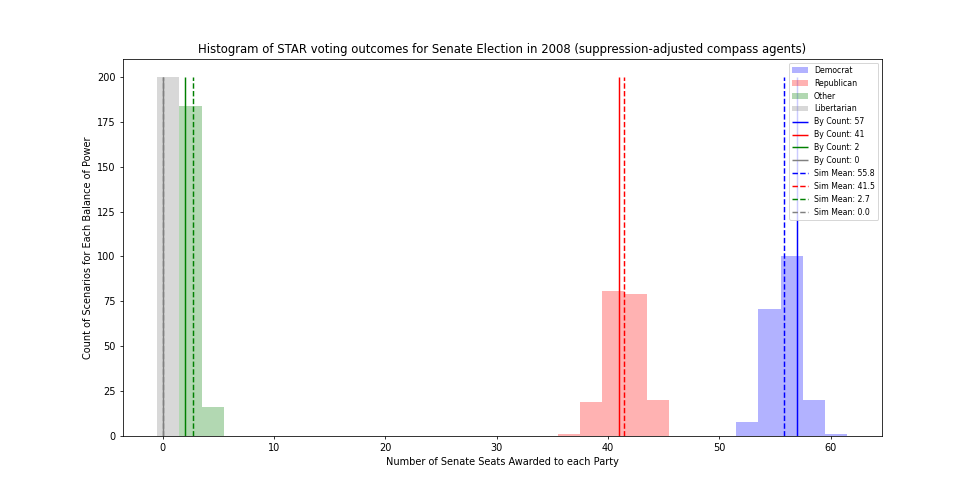 Histogram of STAR voting outcomes for Senate Election in 2008 (suppression-adjusted compass agents)
Count of Scenarios for Each Balance of Power
200
175
150
125
100
75
50
25
0
Democrat
Republican
Other
Libertarian
By Count: 57
By Count: 41
By Count: 2
By Count: 0
Sim Mean: 55.8
Sim Mean: 41.5
Sim Mean: 2.7
Sim Mean: 0.0
0 10 20 30 40 50 60
Number of Senate Seats Awarded to each Party